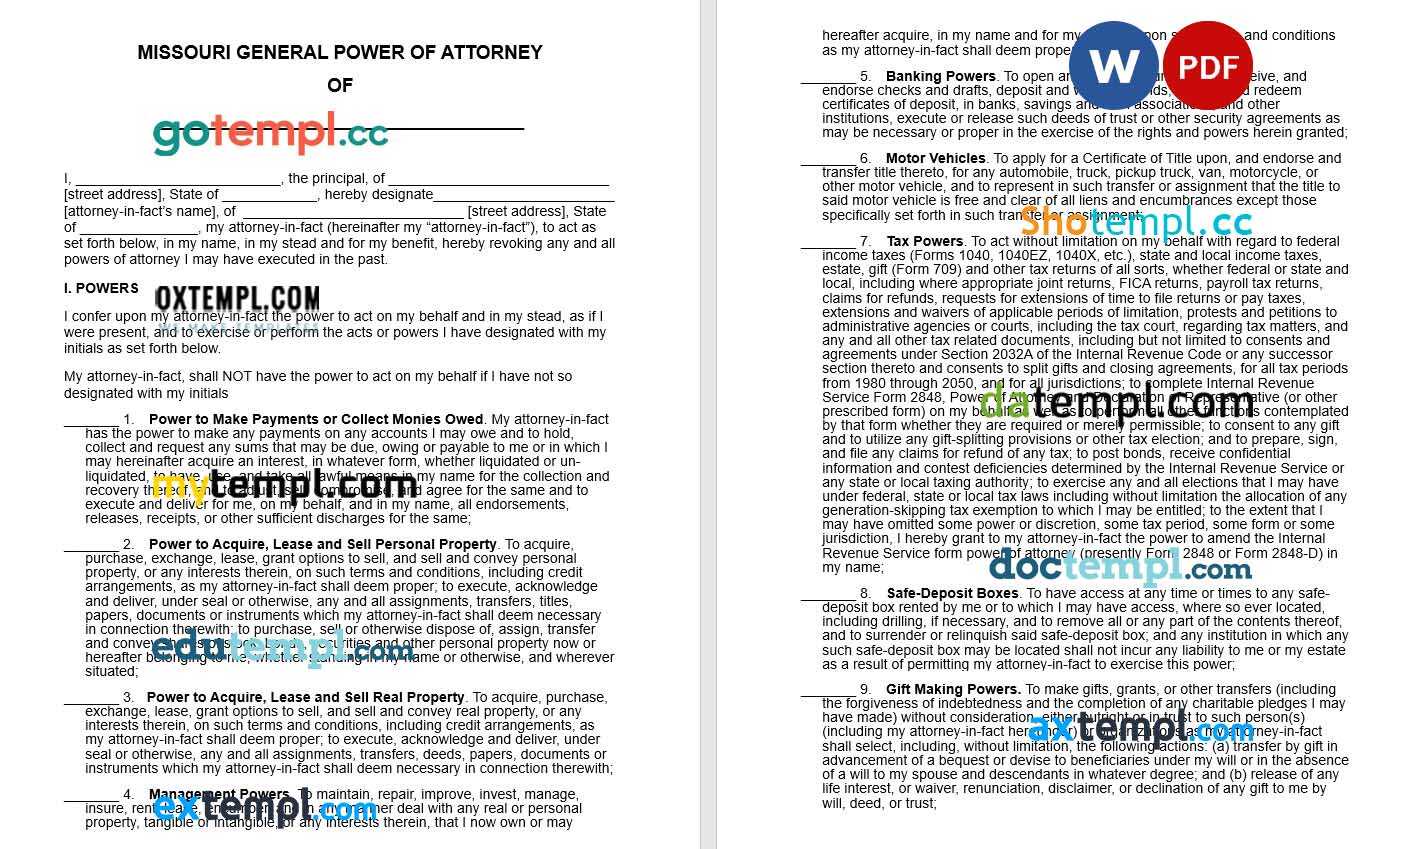 MISSOURI GENERAL POWER OF ATTORNEY
OF
gotempl.cc
I, __________________________, the principal, of ____________________________
[street address], State of ____________, hereby designate_______________________
[attorney-in-fact's name], of ____________________________ [street address], State
of _______________, my attorney-in-fact (hereinafter my “attorney-in-fact”), to act as
set forth below, in my name, in my stead and for my benefit, hereby revoking any and all
powers of attorney I may have executed in the past.
I. POWERS
OXTEMPL.COM
WE MAKE TEMPLATES
I confer upon my attorney-in-fact the power to act on my behalf and in my stead, as if I
were present, and to exercise or perform the acts or powers I have designated with my
initials as set forth below.
My attorney-in-fact, shall NOT have the power to act on my behalf if I have not so
designated with my initials
_______ 1. Power to Make Payments or Collect Monies Owed. My attorney-in-fact
has the power to make any payments on any accounts I may owe and to hold,
collect and request any sums that may be due, owing or payable to me or in which I
may hereinafter acquire an interest, in whatever form, whether liquidated or un-
liquidated, to have, use, and take all lawful means in my name for the collection and
mytempl.com
recovery thereof, and to adjust, sell, compromise, and agree for the same and to
execute and deliver for me, on my behalf, and in my name, all endorsements,
releases, receipts, or other sufficient discharges for the same;
_______ 2. Power to Acquire, Lease and Sell Personal Property. To acquire,
purchase, exchange, lease, grant options to sell, and sell and convey personal
property, or any interests therein, on such terms and conditions, including credit
arrangements, as my attorney-in-fact shall deem proper; to execute, acknowledge
and deliver, under seal or otherwise, any and all assignments, transfers, titles,
papers, documents or instruments which my attorney-in-fact shall deem necessary
in connection therewith; to purchase, sell or otherwise dispose of, assign, transfer
and convey and other personal property now or
edutempl.com
hereafter belonging to me, whether standing in my name or otherwise, and wherever
situated;
_______ 3. Power to Acquire, Lease and Sell Real Property. To acquire, purchase,
exchange, lease, grant options to sell, and sell and convey real property, or any
interests therein, on such terms and conditions, including credit arrangements, as
my attorney-in-fact shall deem proper; to execute, acknowledge and deliver, under
seal or otherwise, any and all assignments, transfers, deeds, papers, documents or
instruments which my attorney-in-fact shall deem necessary in connection therewith;
_______ 4. Management Powers. To maintain, repair, improve, invest, manage,
insure, rent, lease, encumber, and in any manner deal with any real or personal
extempl.com
property, tangible or intangible, or any interests therein, that I now own or may
hereafter acquire, in my name and for my and conditions
as my attorney-in-fact shall deem proper
W
PDF
_______ 5. Banking Powers. To open and
endorse checks and drafts, deposit and redeem
certificates of deposit, in banks, savings and associations and other
institutions, execute or release such deeds of trust or other security agreements as
may be necessary or proper in the exercise of the rights and powers herein granted;
_______ 6. Motor Vehicles. To apply for a Certificate of Title upon, and endorse and
transfer title thereto, for any automobile, truck, pickup truck, van, motorcycle, or
other motor vehicle, and to represent in such transfer or assignment that the title to
said motor vehicle is free and clear of all liens and encumbrances except those
specifically set forth in such transfer or assignment;
Shotempl.cc
_______ 7. Tax Powers. To act without limitation on my behalf with regard to federal
income taxes (Forms 1040, 1040EZ, 1040X, etc.), state and local income taxes,
estate, gift (Form 709) and other tax returns of all sorts, whether federal or state and
local, including where appropriate joint returns, FICA returns, payroll tax returns,
claims for refunds, requests for extensions of time to file returns or pay taxes,
extensions and waivers of applicable periods of limitation, protests and petitions to
administrative agencies or courts, including the tax court, regarding tax matters, and
any and all other tax related documents, including but not limited to consents and
agreements under Section 2032A of the Internal Revenue Code or any successor
section thereto and consents to split gifts and closing agreements, for all tax periods
from 1980 through 2050, and for all jurisdictions; to complete Internal Revenue
Service Form 2848, Power of Attorney and Declaration of Representative (or other
datempl.com
prescribed form) on my behalf as well as to perform all other functions contemplated
by that form whether they are required or merely permissible; to consent to any gift
and to utilize any gift-splitting provisions or other tax election; and to prepare, sign,
and file any claims for refund of any tax; to post bonds, receive confidential
information and contest deficiencies determined by the Internal Revenue Service or
any state or local taxing authority; to exercise any and all elections that I may have
under federal, state or local tax laws including without limitation the allocation of any
generation-skipping tax exemption to which I may be entitled; to the extent that I
may have omitted some power or discretion, some tax period, some form or some
jurisdiction, I hereby grant to my attorney-in-fact the power to amend the Internal
Revenue Service form power of attorney (presently Form 2848 or Form 2848-D) in
my name;
doctempl.com
_______ 8. Safe-Deposit Boxes. To have access at any time or times to any safe-
deposit box rented by me or to which I may have access, where so ever located,
including drilling, if necessary, and to remove all or any part of the contents thereof,
and to surrender or relinquish said safe-deposit box; and any institution in which any
such safe-deposit box may be located shall not incur any liability to me or my estate
as a result of permitting my attorney-in-fact to exercise this power;
_______ 9. Gift Making Powers. To make gifts, grants, or other transfers (including
the forgiveness of indebtedness and the completion of any charitable pledges I may
have made) without consideration, either outright or in trust to such person(s)
(including my attorney-in-fact hereunder) or organizations as my attorney-in-fact
axtempl.com
shall select, including, without limitation, the following actions: (a) transfer by gift in
advancement of a bequest or devise to beneficiaries under my will or in the absence
of a will to my spouse and descendants in whatever degree; and (b) release of any
life interest, or waiver, renunciation, disclaimer, or declination of any gift to me by
will, deed, or trust;